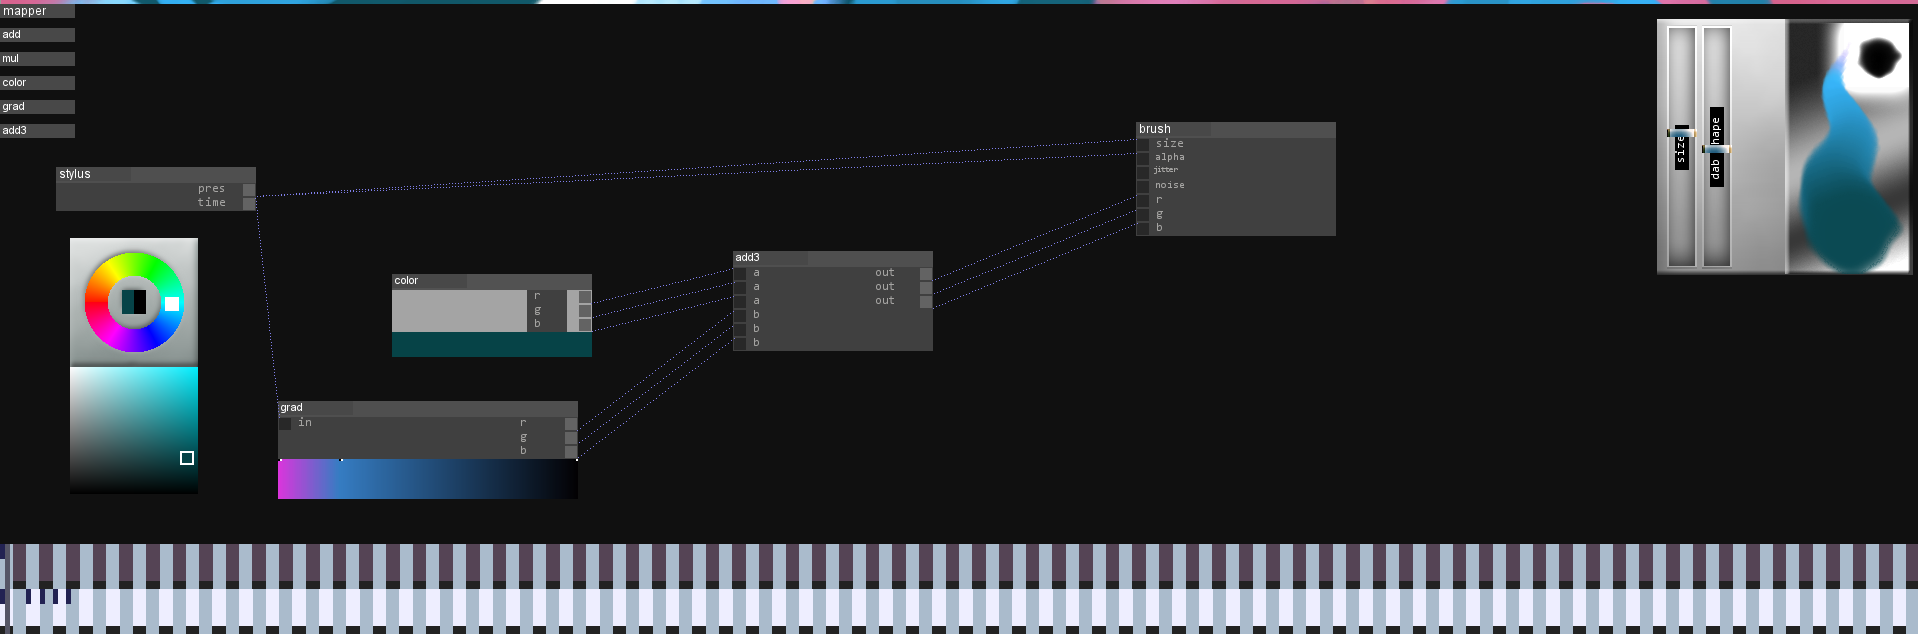 mapper
add
mul
color
grad
add3
stylus
pres
time
color
r
g
b
grad
in
r
g
b
add3
a out
a out
a out
b
b
b
brush
size
alpha
jitter
noise
r
g
b
size
dab hape